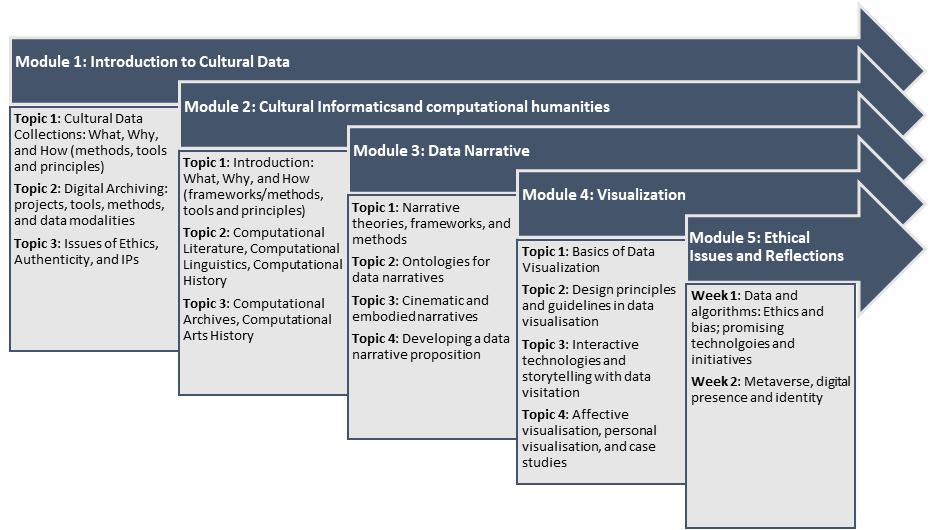 Module 1: Introduction to Cultural Data
Topic 1: Cultural Data
Collections: What, Why,
and How (methods, tools
and principles)
Topic 2: Digital Archiving:
projects, tools, methods,
and data modalities
Topic 3: Issues of Ethics,
Authenticity, and IPs
Module 2: Cultural Informaticsand computational humanities
Topic 1: Introduction:
What, Why, and How
(frameworks/methods,
tools and principles)
Topic 2: Computational
Literature, Computational
Linguistics, Computational
History
Topic 3: Computational
Archives, Computational
Arts History
Module 3: Data Narrative
Topic 1: Narrative
theories, frameworks, and
methods
Topic 2: Ontologies for
data narratives
Topic 3: Cinematic and
embodied narratives
Topic 4: Developing a data
narrative proposition
Module 4: Visualization
Topic 1: Basics of Data
Visualization
Topic 2: Design principles
and guidelines in data
visualisation
Topic 3: Interactive
technologies and
storytelling with data
visitation
Topic 4: Affective
visualisation, personal
visualisation, and case
studies
Module 5: Ethical
Issues and Reflections
Week 1: Data and
algorithms: Ethics and
bias; promising
technolgoies and
initiatives
Week 2: Metaverse, digital
presence and identity